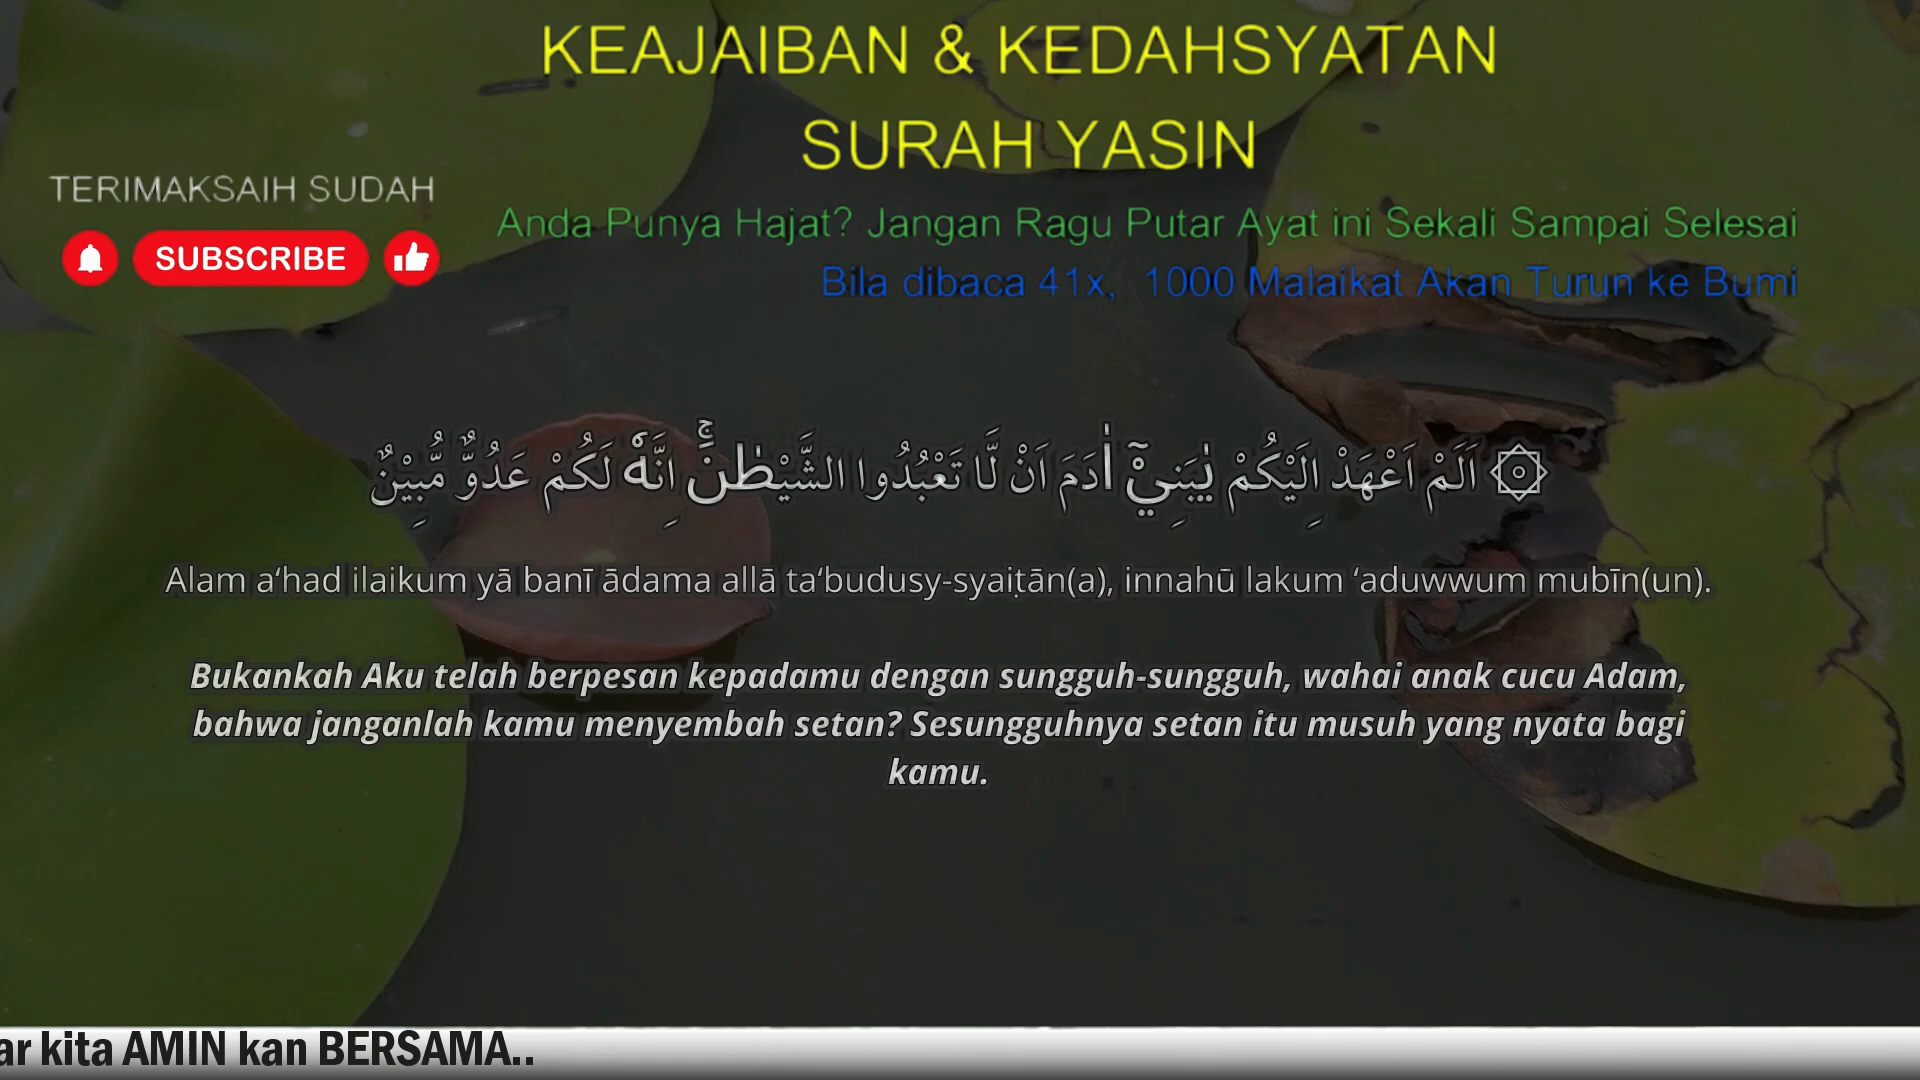 KEAJAIBAN & KEDAHSYATAN
SURAH YASIN
TERIMAKSAIH SUDAH
SUBSCRIBE
Anda Punya Hajat? Jangan Ragu Putar Ayat ini Sekali Sampai Selesai
Bila dibaca 41x, 1000 Malaikat Akan Turun ke Bumi
۞ اَلَمْ اَعْهَدْ اِلَيْكُمْ يٰبَنِيْٓ اٰدَمَ اَنْ لَّا تَعْبُدُوا الشَّيْطٰنَۚ اِنَّهٗ لَكُمْ عَدُوٌّ مُّبِيْنٌ
Alam a‘had ilaikum yā banī ādama allā ta‘budusy-syaiṭān(a), innahū lakum ‘aduwwum mubīn(un).
Bukankah Aku telah berpesan kepadamu dengan sungguh-sungguh, wahai anak cucu Adam,
bahwa janganlah kamu menyembah setan? Sesungguhnya setan itu musuh yang nyata bagi
kamu.
ar kita AMIN kan BERSAMA..